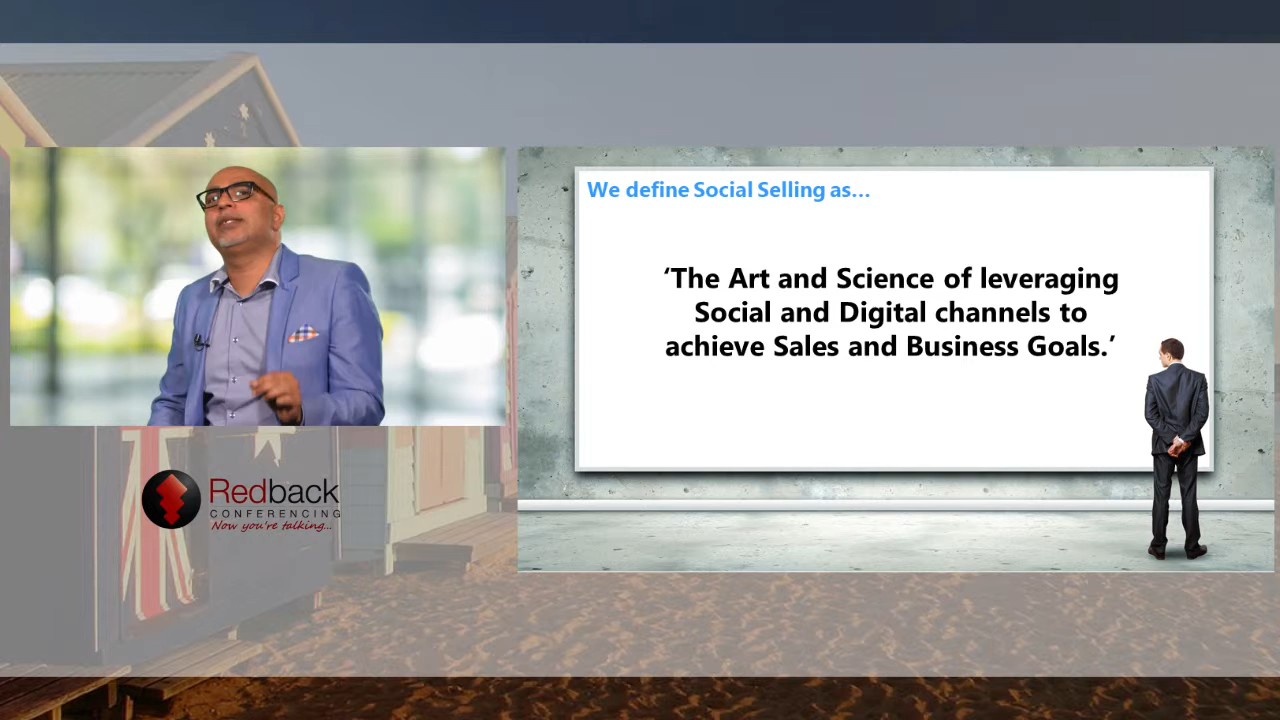 We define Social Selling as...
‘The Art and Science of leveraging
Social and Digital channels to
achieve Sales and Business Goals.’
Redback
CONFERENCING
Now you're talking...